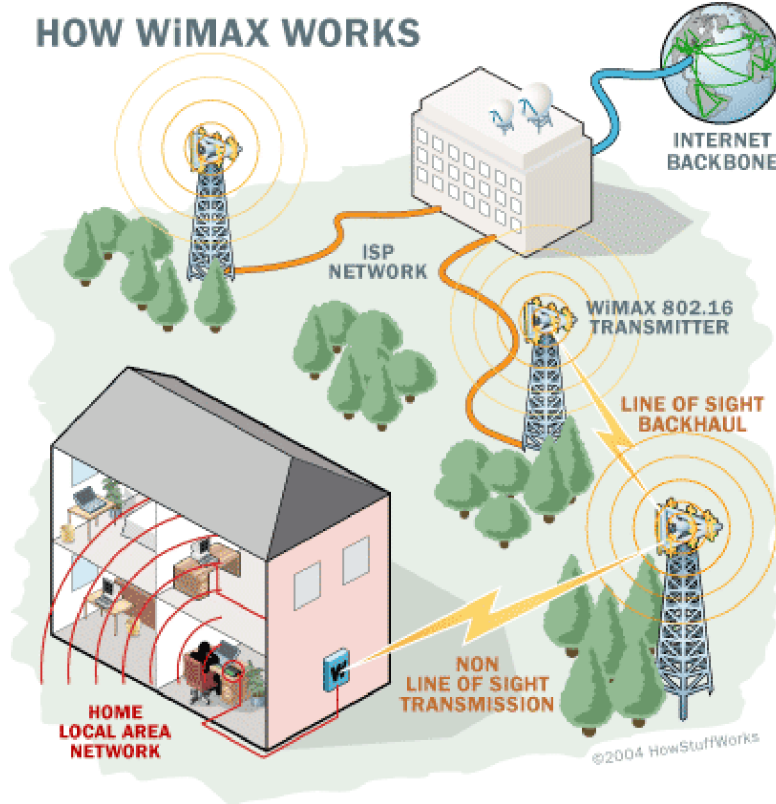 HOW WiMAX WORKS
INTERNET
BACKBONE
ISP
NETWORK
WiMAX 802.16
TRANSMITTER
LINE OF SIGHT
BACKHAUL
NON
LINE OF SIGHT
TRANSMISSION
HOME
LOCAL AREA
NETWORK
©2004 HowStuffWorks